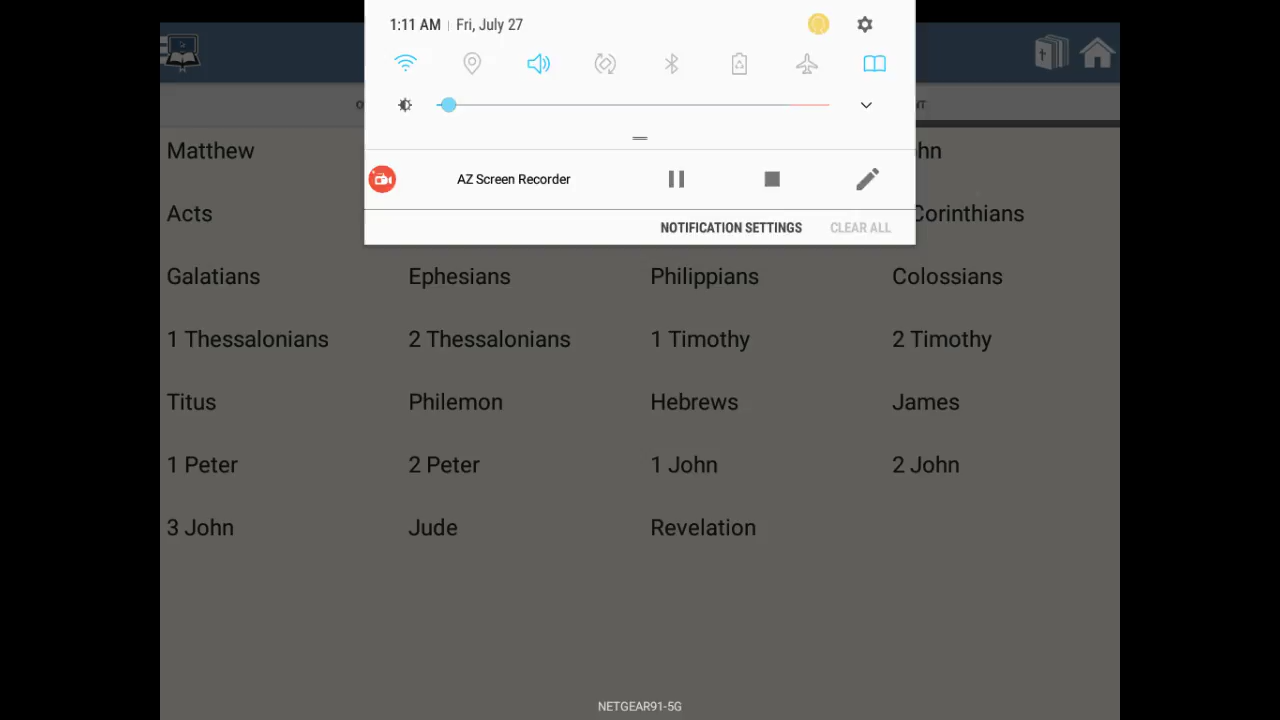 1:11 AM Fri, July 27
AZ Screen Recorder
NOTIFICATION SETTINGS CLEAR ALL
Matthew hn
Acts Corinthians
Galatians Ephesians Philippians Colossians
1 Thessalonians 2 Thessalonians 1 Timothy 2 Timothy
Titus Philemon Hebrews James
1 Peter 2 Peter 1 John 2 John
3 John Jude Revelation
NETGEAR91-5G